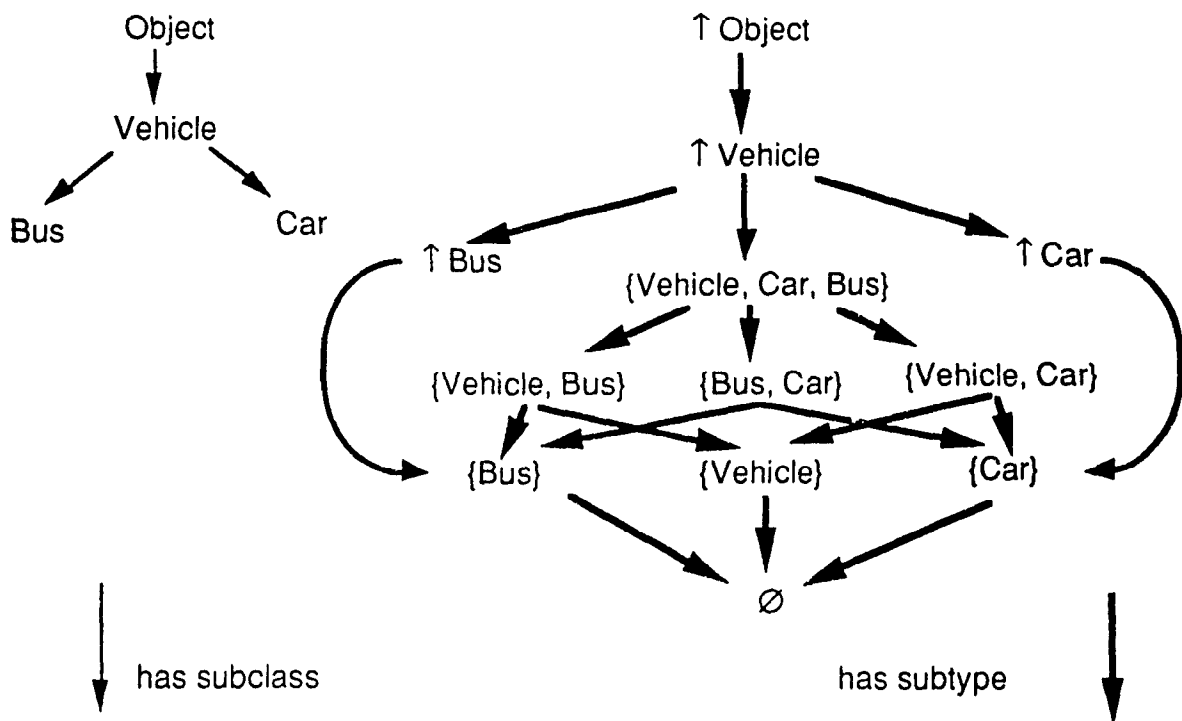 Object
Vehicle
Bus
Car
↑ Object
↑ Vehicle
↑ Bus
↑ Car
{Vehicle, Car, Bus}
{Vehicle, Bus}
{Bus, Car}
{Vehicle, Car}
{Bus}
{Vehicle}
{Car}
∅
has subclass
has subtype